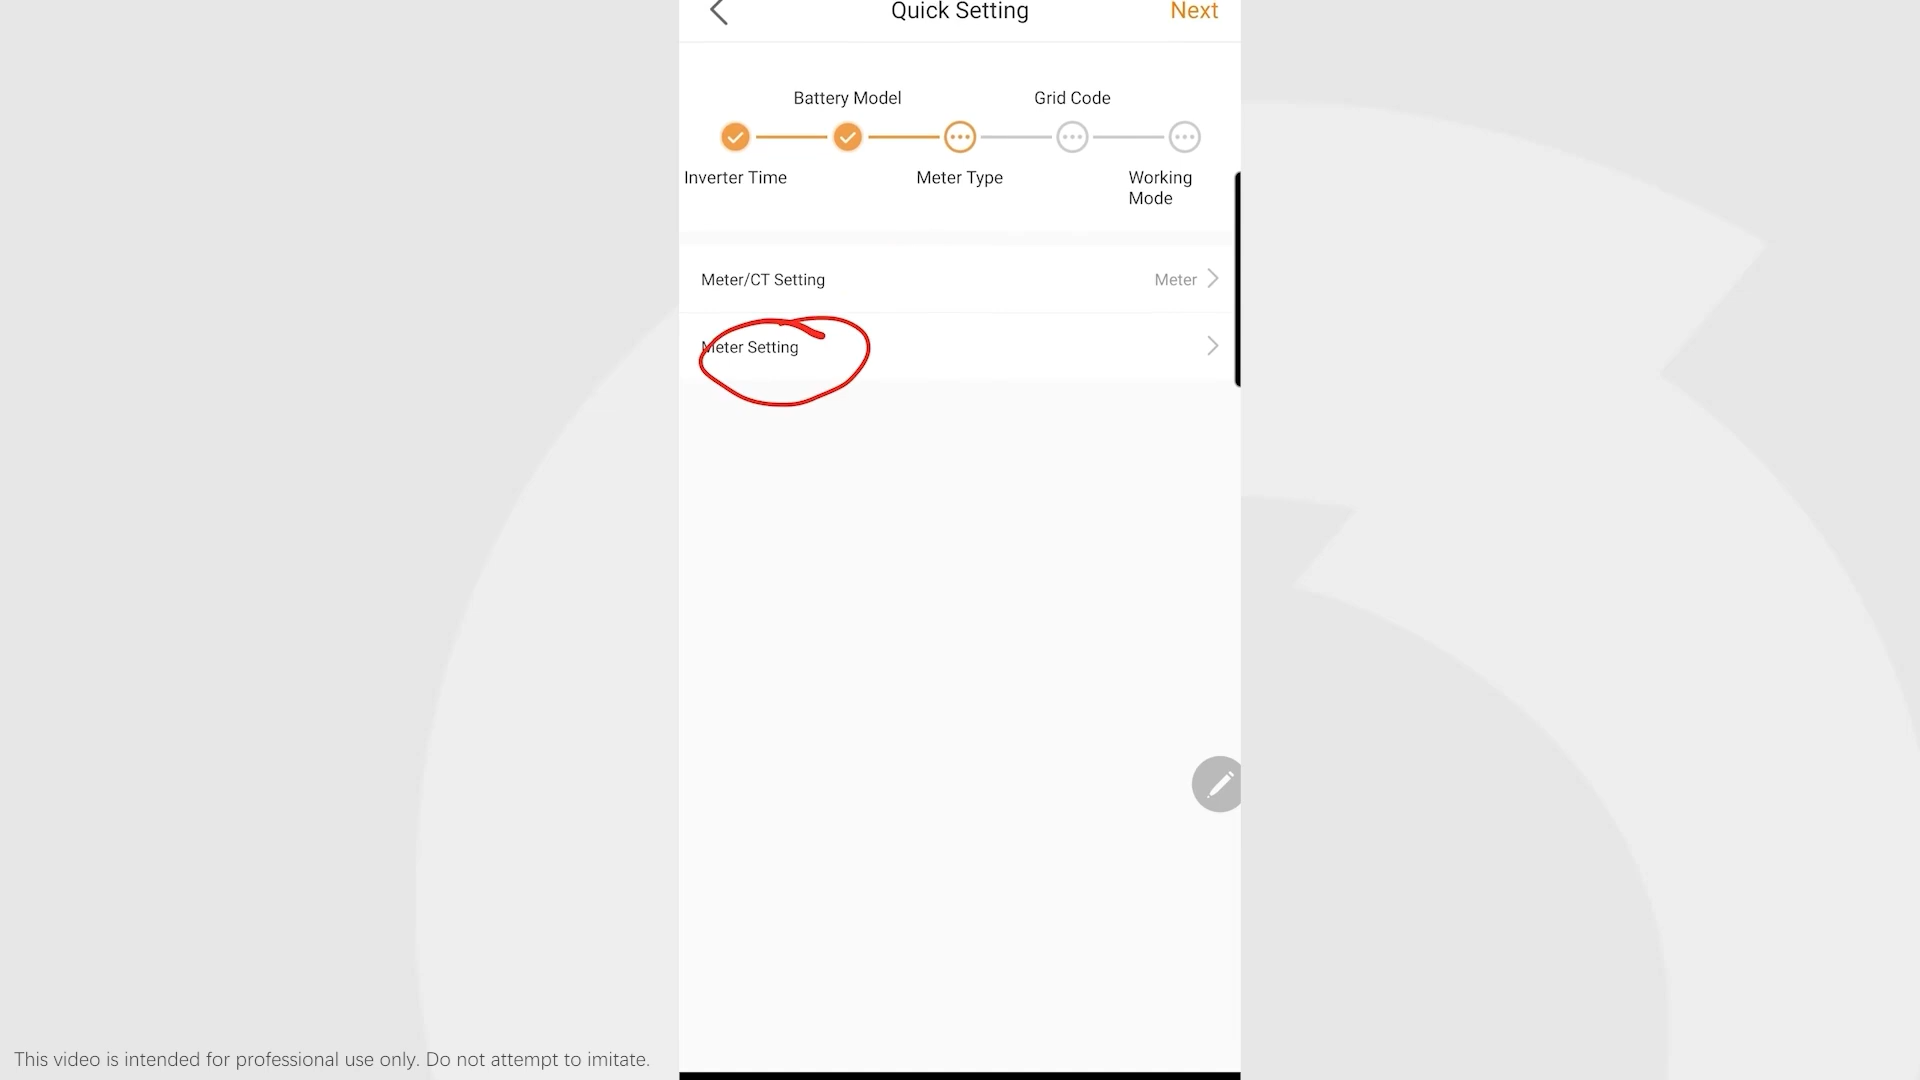 Quick Setting
Next
Battery Model
Grid Code
Inverter Time
Meter Type
Working
Mode
Meter/CT Setting
Meter
Meter Setting
This video is intended for professional use only. Do not attempt to imitate.